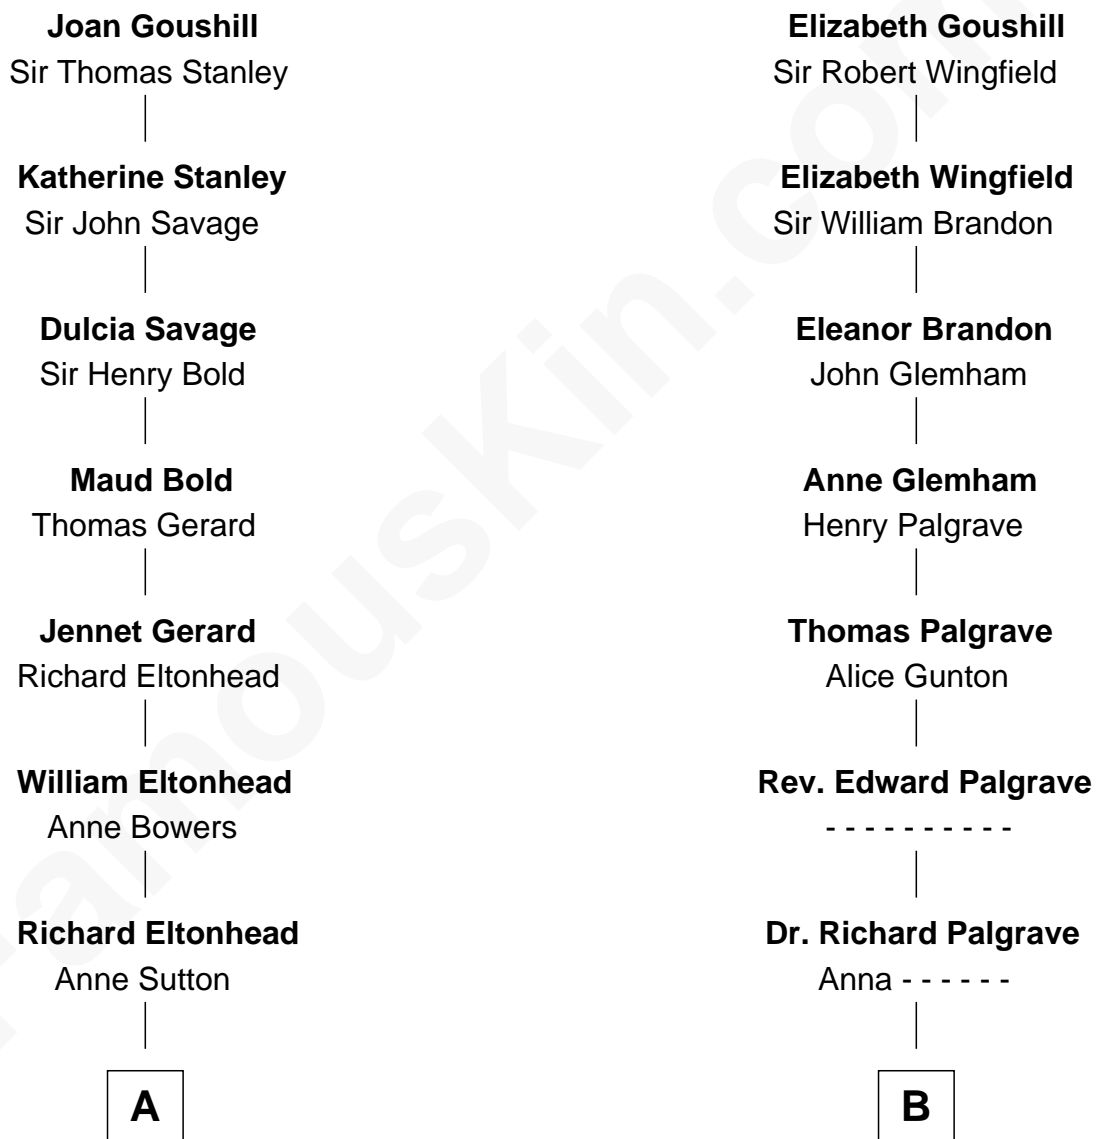 Joan Goushill
Sir Thomas Stanley
Katherine Stanley
Sir John Savage
Dulcia Savage
Sir Henry Bold
Maud Bold
Thomas Gerard
Jennet Gerard
Richard Eltonhead
William Eltonhead
Anne Bowers
Richard Eltonhead
Anne Sutton
A
Elizabeth Goushill
Sir Robert Wingfield
Elizabeth Wingfield
Sir William Brandon
Eleanor Brandon
John Glemham
Anne Glemham
Henry Palgrave
Thomas Palgrave
Alice Gunton
Rev. Edward Palgrave
- - - - - - - - - -
Dr. Richard Palgrave
Anna - - - - - -
B
FamousKin.com